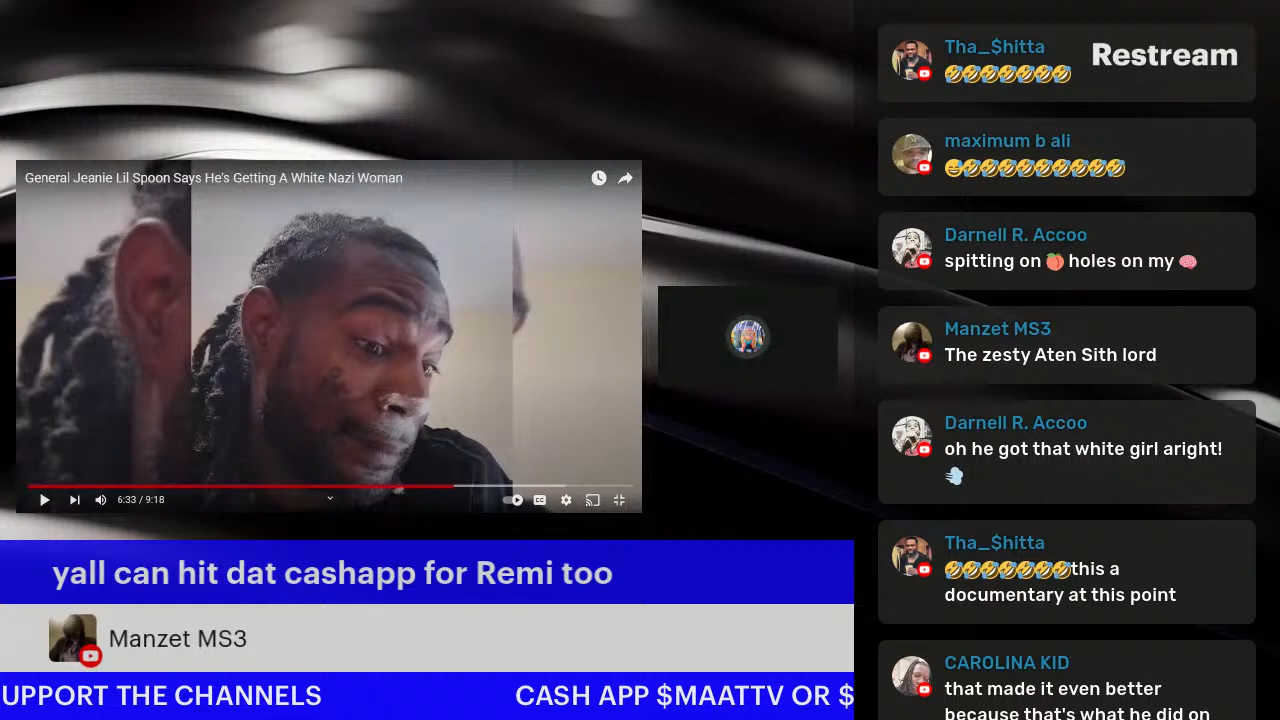 General Jeanie Lil Spoon Says He's Getting A White Nazi Woman
6:33 / 9:18
CC
yall can hit dat cashapp for Remi too
Manzet MS3
UPPORT THE CHANNELS CASH APP $MAATTV OR $
Restream
Tha_$hitta
🤣🤣🤣🤣🤣🤣🤣
maximum b ali
😅🤣🤣🤣🤣🤣🤣🤣🤣🤣
Darnell R. Accoo
spitting on 🍑 holes on my 🧠
Manzet MS3
The zesty Aten Sith lord
Darnell R. Accoo
oh he got that white girl aright!
💨
Tha_$hitta
🤣🤣🤣🤣🤣🤣🤣this a
documentary at this point
CAROLINA KID
that made it even better
because that's what he did on